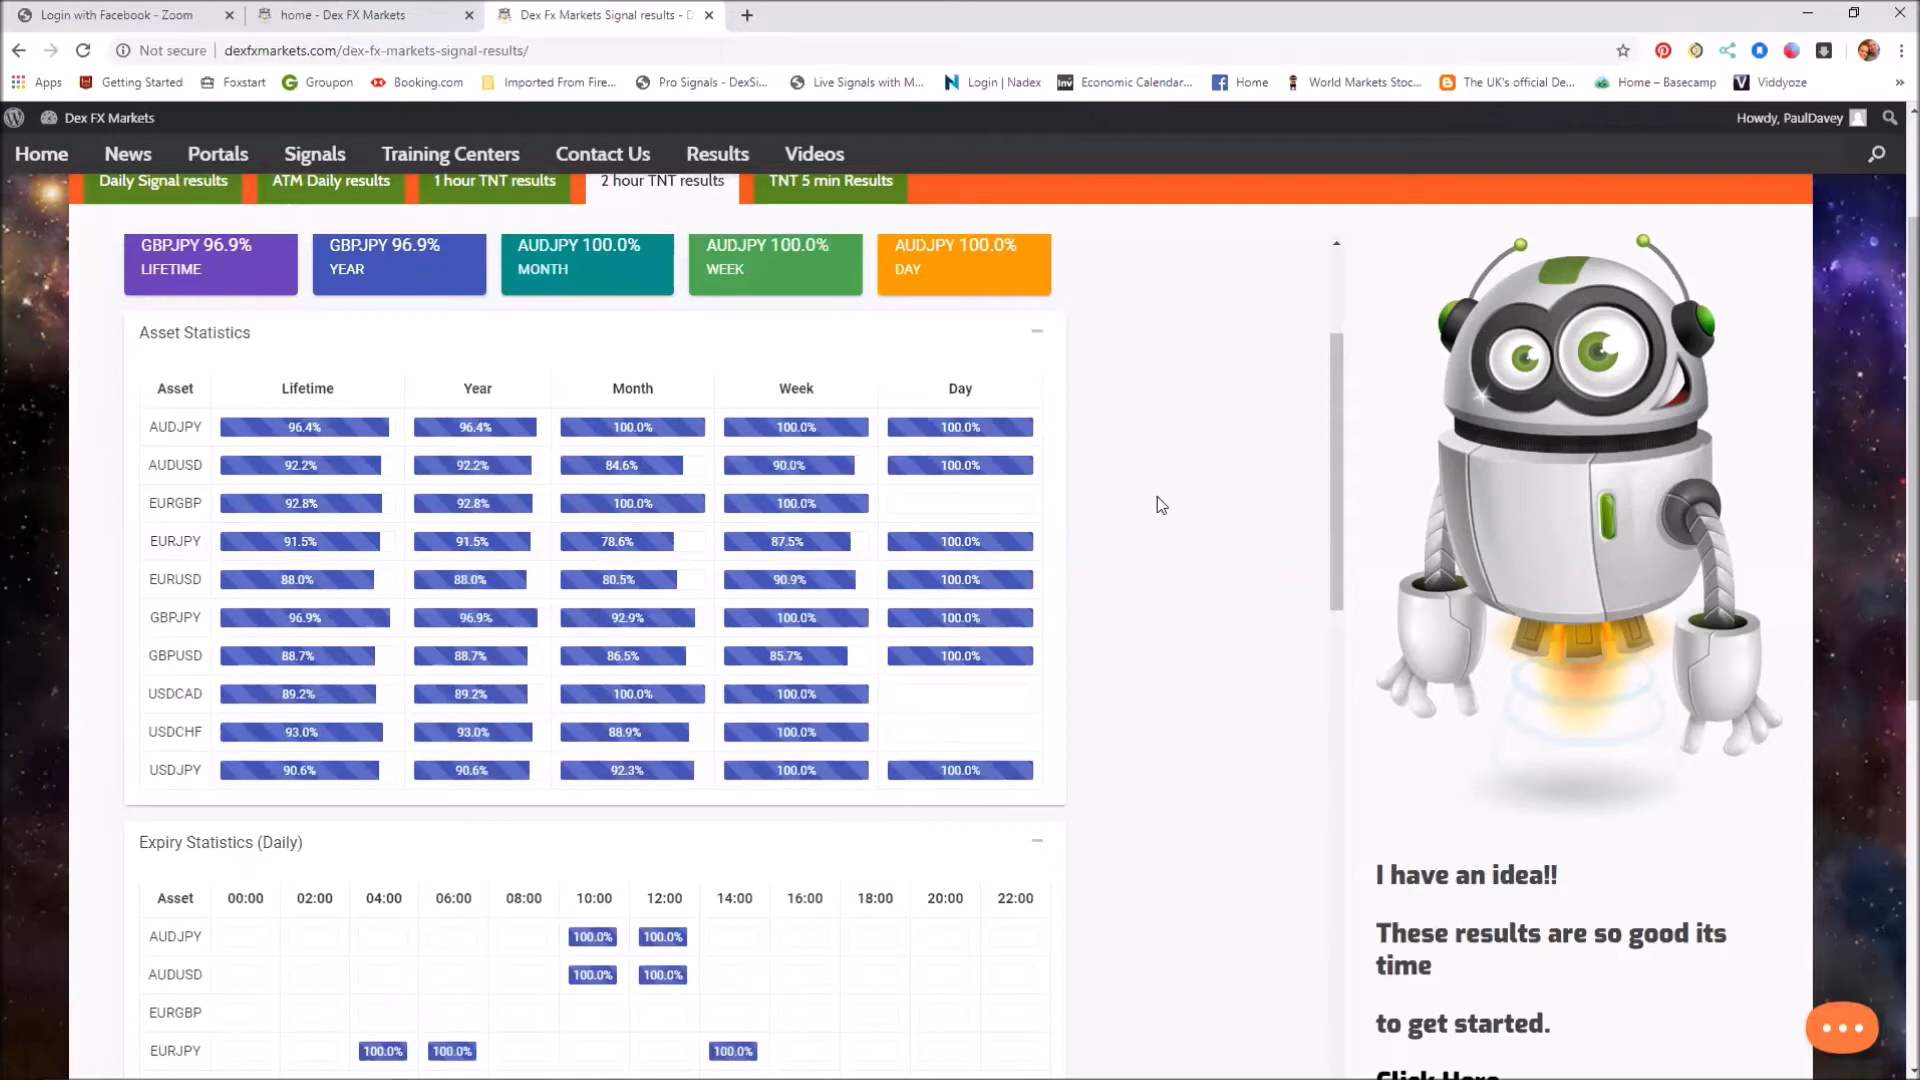 Login with Facebook - Zoom
home - Dex FX Markets
Dex Fx Markets Signal results - D
Not secure | dexfxmarkets.com/dex-fx-markets-signal-results/
Apps Getting Started Foxstart Groupon Booking.com Imported From Fire... Pro Signals - DexSi... Live Signals with M... Login | Nadex Economic Calendar... Home World Markets Stoc... The UK's official De... Home – Basecamp Viddyoze »
Dex FX Markets Howdy, PaulDavey
Home News Portals Signals Training Centers Contact Us Results Videos
Daily Signal results ATM Daily results 1 hour TNT results 2 hour TNT results TNT 5 min Results
GBPJPY 96.9% GBPJPY 96.9% AUDJPY 100.0% AUDJPY 100.0% AUDJPY 100.0%
LIFETIME YEAR MONTH WEEK DAY
Asset Statistics
Asset Lifetime Year Month Week Day
AUDJPY 96.4% 96.4% 100.0% 100.0% 100.0%
AUDUSD 92.2% 92.2% 84.6% 90.0% 100.0%
EURGBP 92.8% 92.8% 100.0% 100.0%
EURJPY 91.5% 91.5% 78.6% 87.5% 100.0%
EURUSD 88.0% 88.0% 80.5% 90.9% 100.0%
GBPJPY 96.9% 96.9% 92.9% 100.0% 100.0%
GBPUSD 88.7% 88.7% 86.5% 85.7% 100.0%
USDCAD 89.2% 89.2% 100.0% 100.0%
USDCHF 93.0% 93.0% 88.9% 100.0%
USDJPY 90.6% 90.6% 92.3% 100.0% 100.0%
Expiry Statistics (Daily)
Asset 00:00 02:00 04:00 06:00 08:00 10:00 12:00 14:00 16:00 18:00 20:00 22:00
AUDJPY 100.0% 100.0%
AUDUSD 100.0% 100.0%
EURGBP
EURJPY 100.0% 100.0% 100.0%
I have an idea!!
These results are so good its
time
to get started.
Click Here